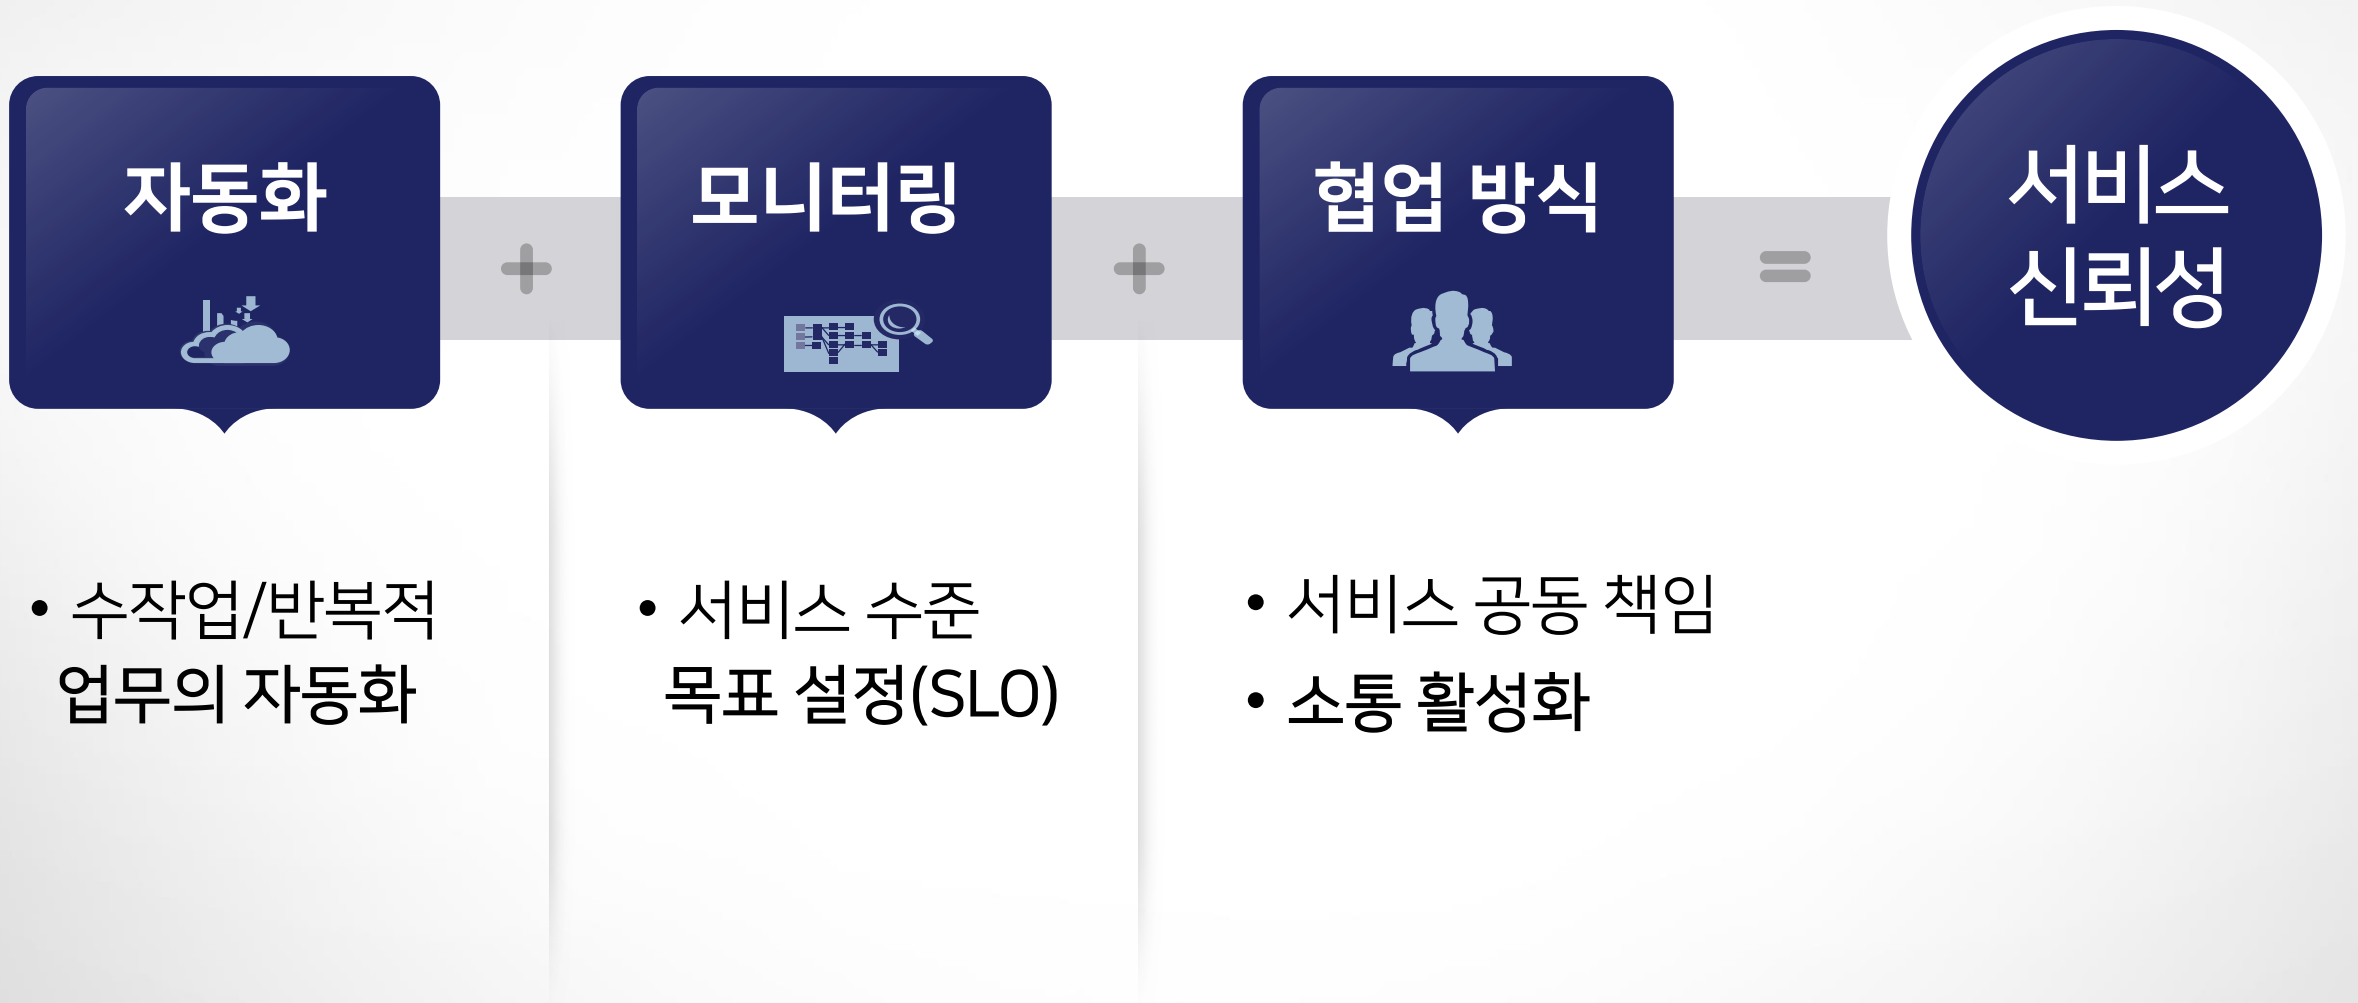 자동화
+
모니터링
+
협업 방식
=
서비스
신뢰성
• 수작업/반복적
업무의 자동화
• 서비스 수준
목표 설정(SLO)
• 서비스 공동 책임
• 소통 활성화